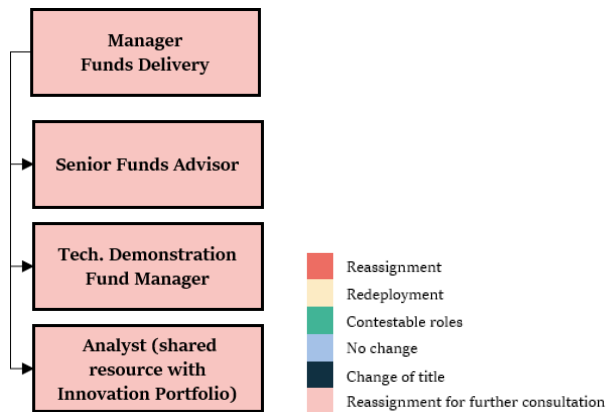 Manager
Funds Delivery
Senior Funds Advisor
Tech. Demonstration
Fund Manager
Analyst (shared
resource with
Innovation Portfolio)
Reassignment
Redeployment
Contestable roles
No change
Change of title
Reassignment for further consultation